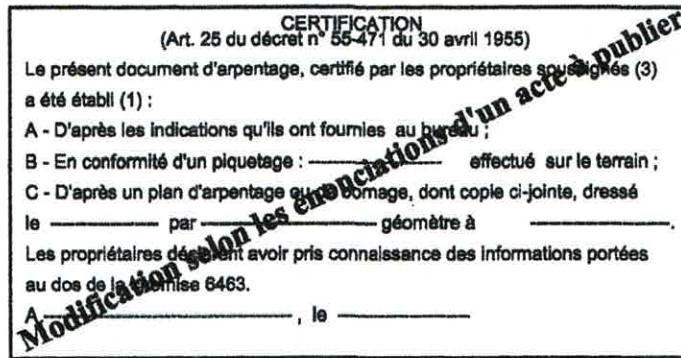 CERTIFICATION
(Art. 25 du décret n° 55-471 du 30 avril 1955)
Le présent document d'arpentage, certifié par les propriétaires soussignés (3)
a été établi (1) :
A - D'après les indications qu'ils ont fournies au bureau ;
B - En conformité d'un piquetage : ———— effectué sur le terrain ;
C - D'après un plan d'arpentage ou de bornage, dont copie ci-jointe, dressé
le ———— par ———— géomètre à ————.
Les propriétaires déclarent avoir pris connaissance des informations portées
au dos de la chemise 6463.
A ————, le ————
Modification selon les énonciations d'un acte à publier